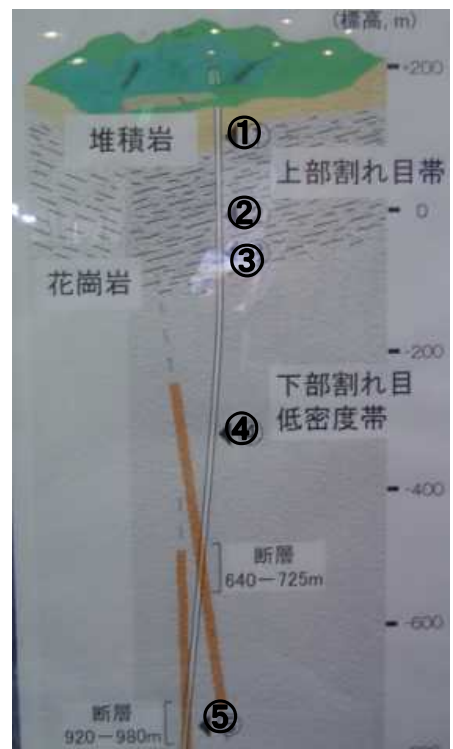 (標高, m)
+200
①
堆積岩
上部割れ目帯
②
0
③
花崗岩
-200
下部割れ目
低密度帯
④
-400
断層
640-725m
-600
⑤
断層
920-980m